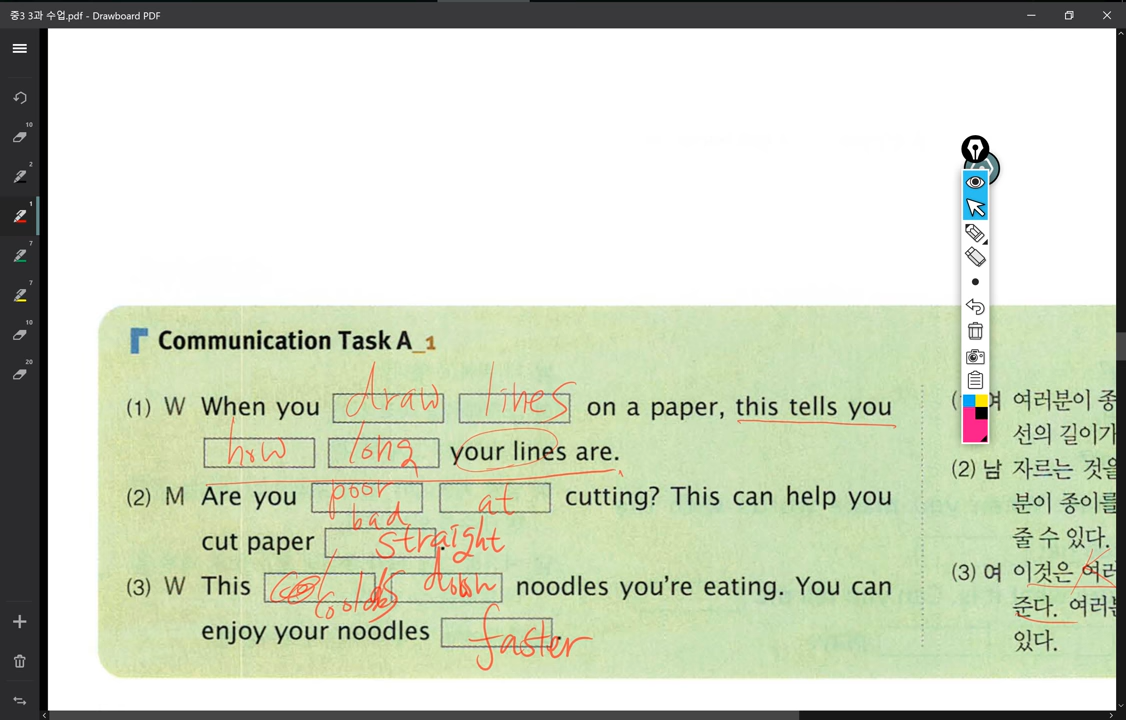 중3 3과 수업.pdf - Drawboard PDF
10
2
1
7
7
10
20
Communication Task A_1
(1) W When you draw lines on a paper, this tells you
how long your lines are.
(2) M Are you poor at cutting? This can help you
bad
cut paper straight.
(3) W This cools down noodles you're eating. You can
enjoy your noodles faster.
여 여러분이 종
선의 길이가
(2) 남 자르는 것을
분이 종이를
줄 수 있다.
(3) 여 이것은 여러
준다. 여러분
있다.